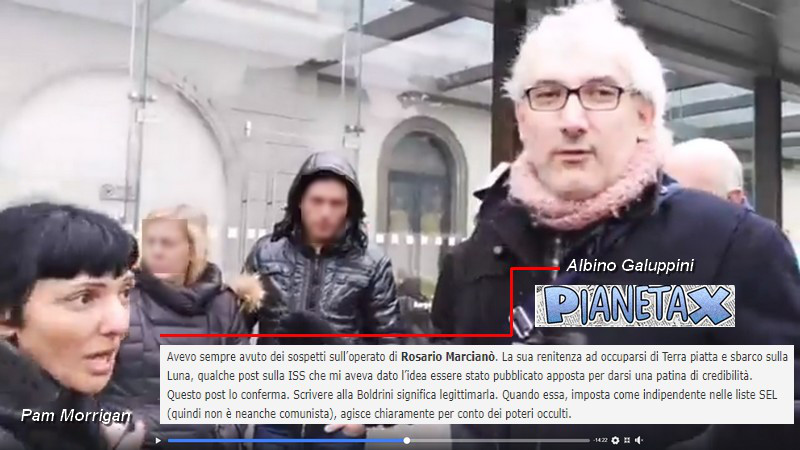 Albino Galuppini
PIANETAX
Avevo sempre avuto dei sospetti sull'operato di Rosario Marcianò. La sua renitenza ad occuparsi di Terra piatta e sbarco sulla
Luna, qualche post sulla ISS che mi aveva dato l'idea essere stato pubblicato apposta per darsi una patina di credibilità.
Questo post lo conferma. Scrivere alla Boldrini significa legittimarla. Quando essa, imposta come indipendente nelle liste SEL
(quindi non è neanche comunista), agisce chiaramente per conto dei poteri occulti.
Pam Morrigan
-14:22